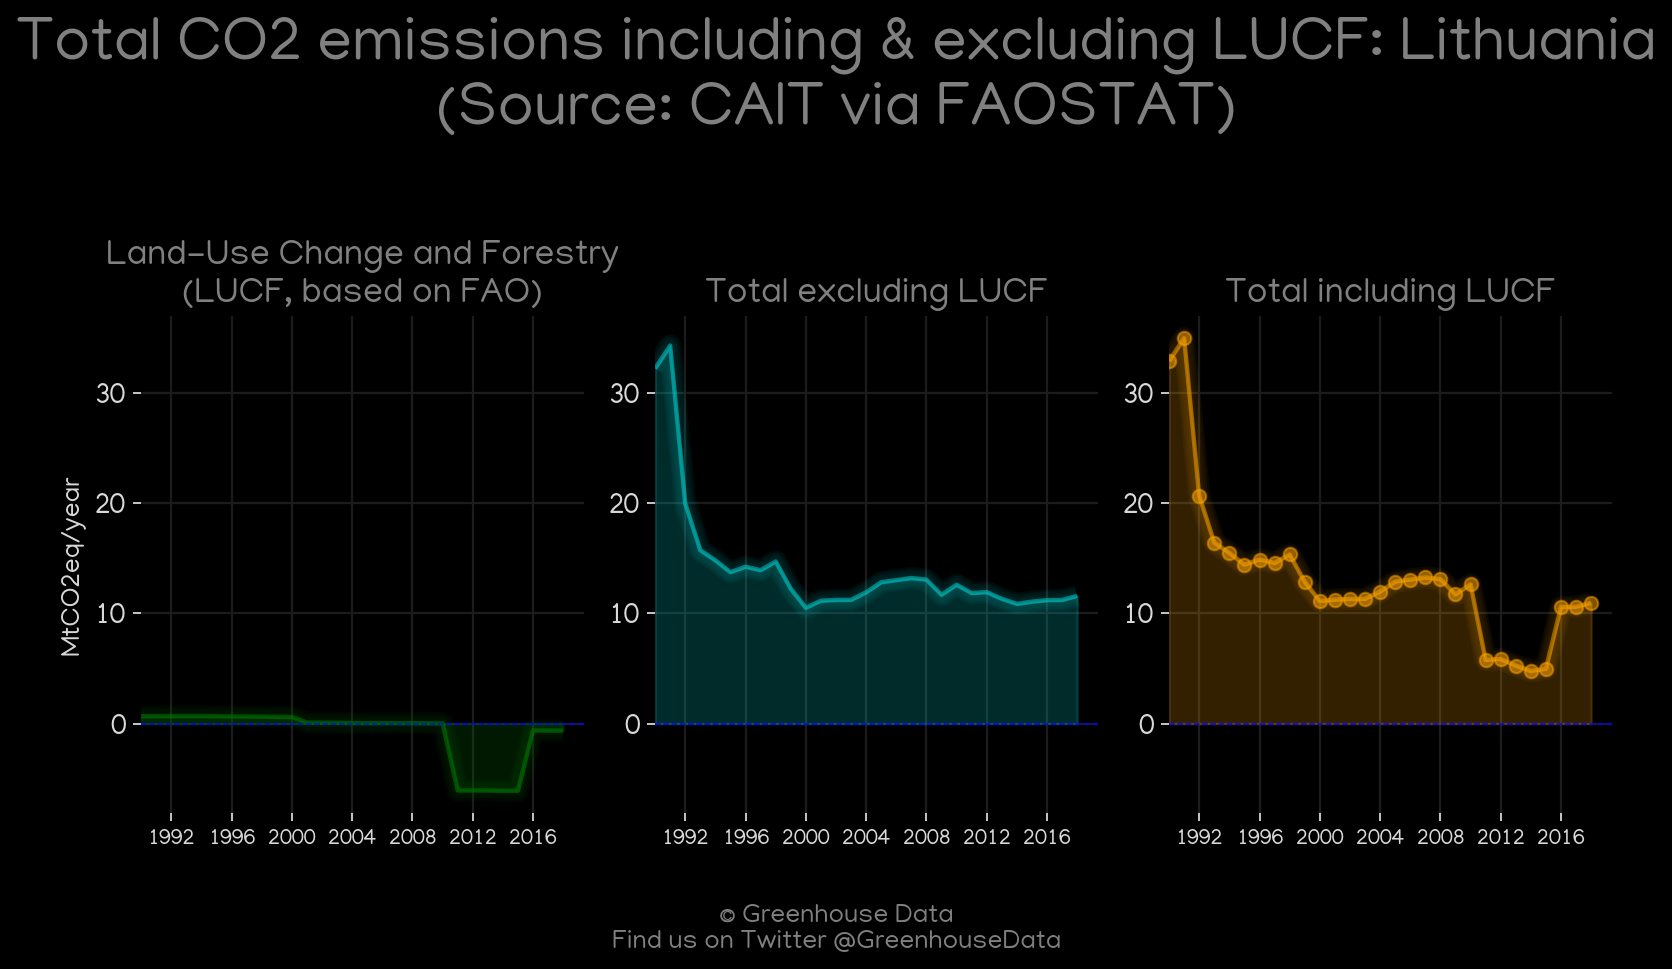 Total CO2 emissions including & excluding LUCF: Lithuania
(Source: CAIT via FAOSTAT)
Land-Use Change and Forestry
(LUCF, based on FAO)
Total excluding LUCF
Total including LUCF
MtCO2eq/year
30
20
10
0
1992 1996 2000 2004 2008 2012 2016
30
20
10
0
1992 1996 2000 2004 2008 2012 2016
30
20
10
0
1992 1996 2000 2004 2008 2012 2016
© Greenhouse Data
Find us on Twitter @GreenhouseData